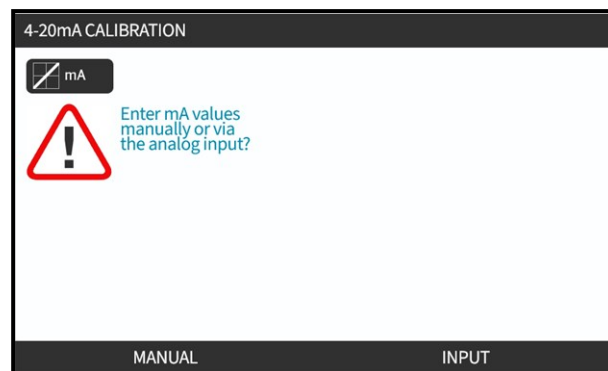 4-20mA CALIBRATION
mA
!
Enter mA values
manually or via
the analog input?
MANUAL INPUT